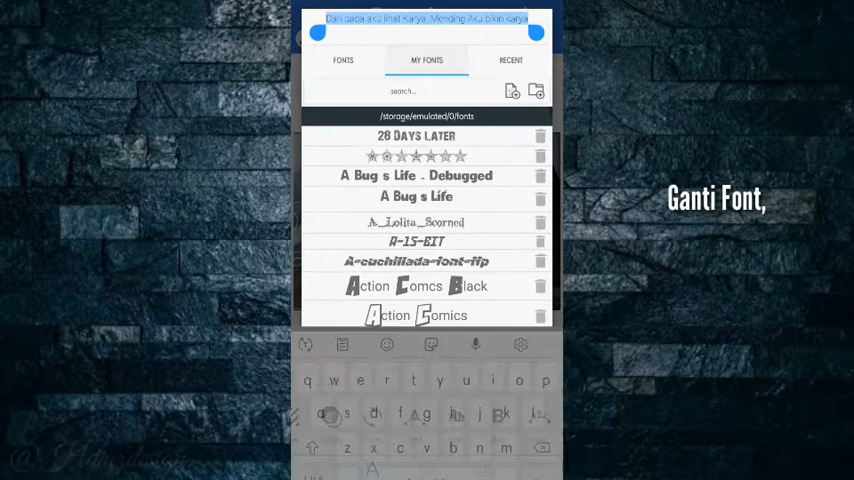 Dari pada aku lihat Karya, Mending Aku bikin karya
FONTS
MY FONTS
RECENT
search...
/storage/emulated/0/fonts
28 Days Later
A Bug s Life - Debugged
A Bug s Life
A_Lolita_Scorned
A-15-BIT
A-cuchillada-font-ffp
Action Comcs Black
Action Comics
Ganti Font,
q w e r t y u i o p
a s d f g h j k l
z x c v b n m